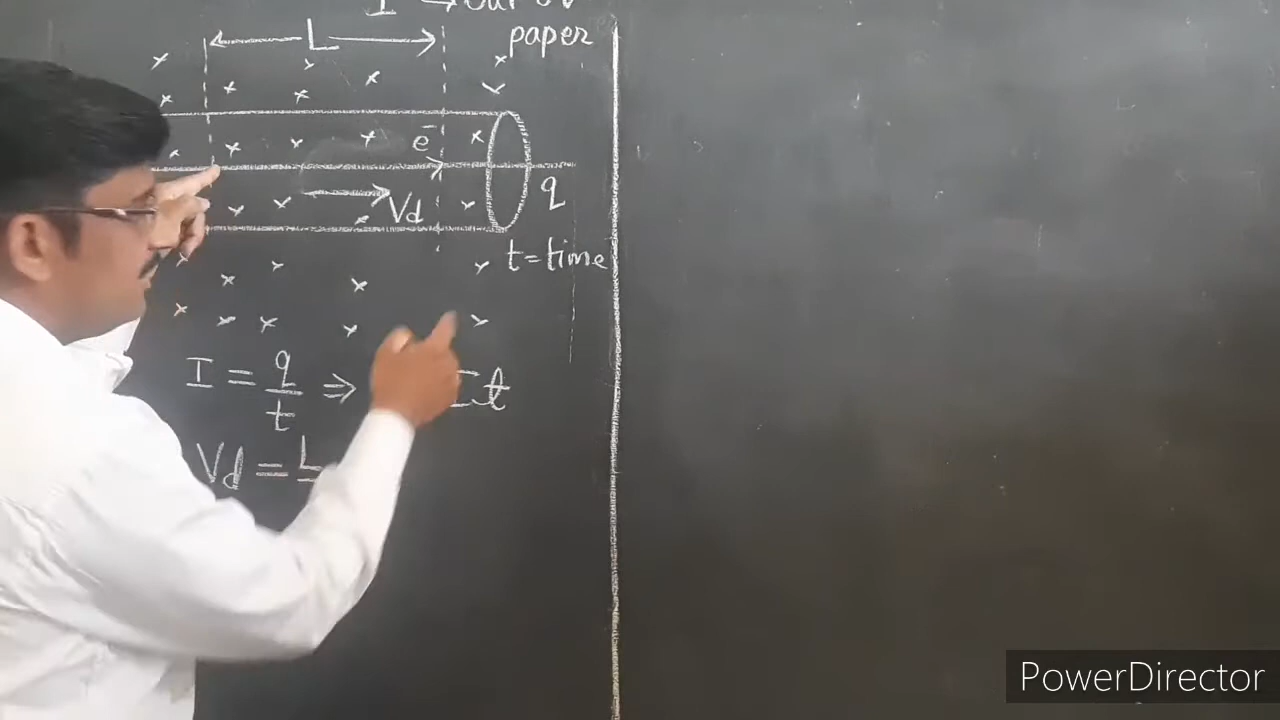 L
paper
e⁻
Vd
q
t = time
I = q/t ⇒ It
Vd = L
PowerDirector